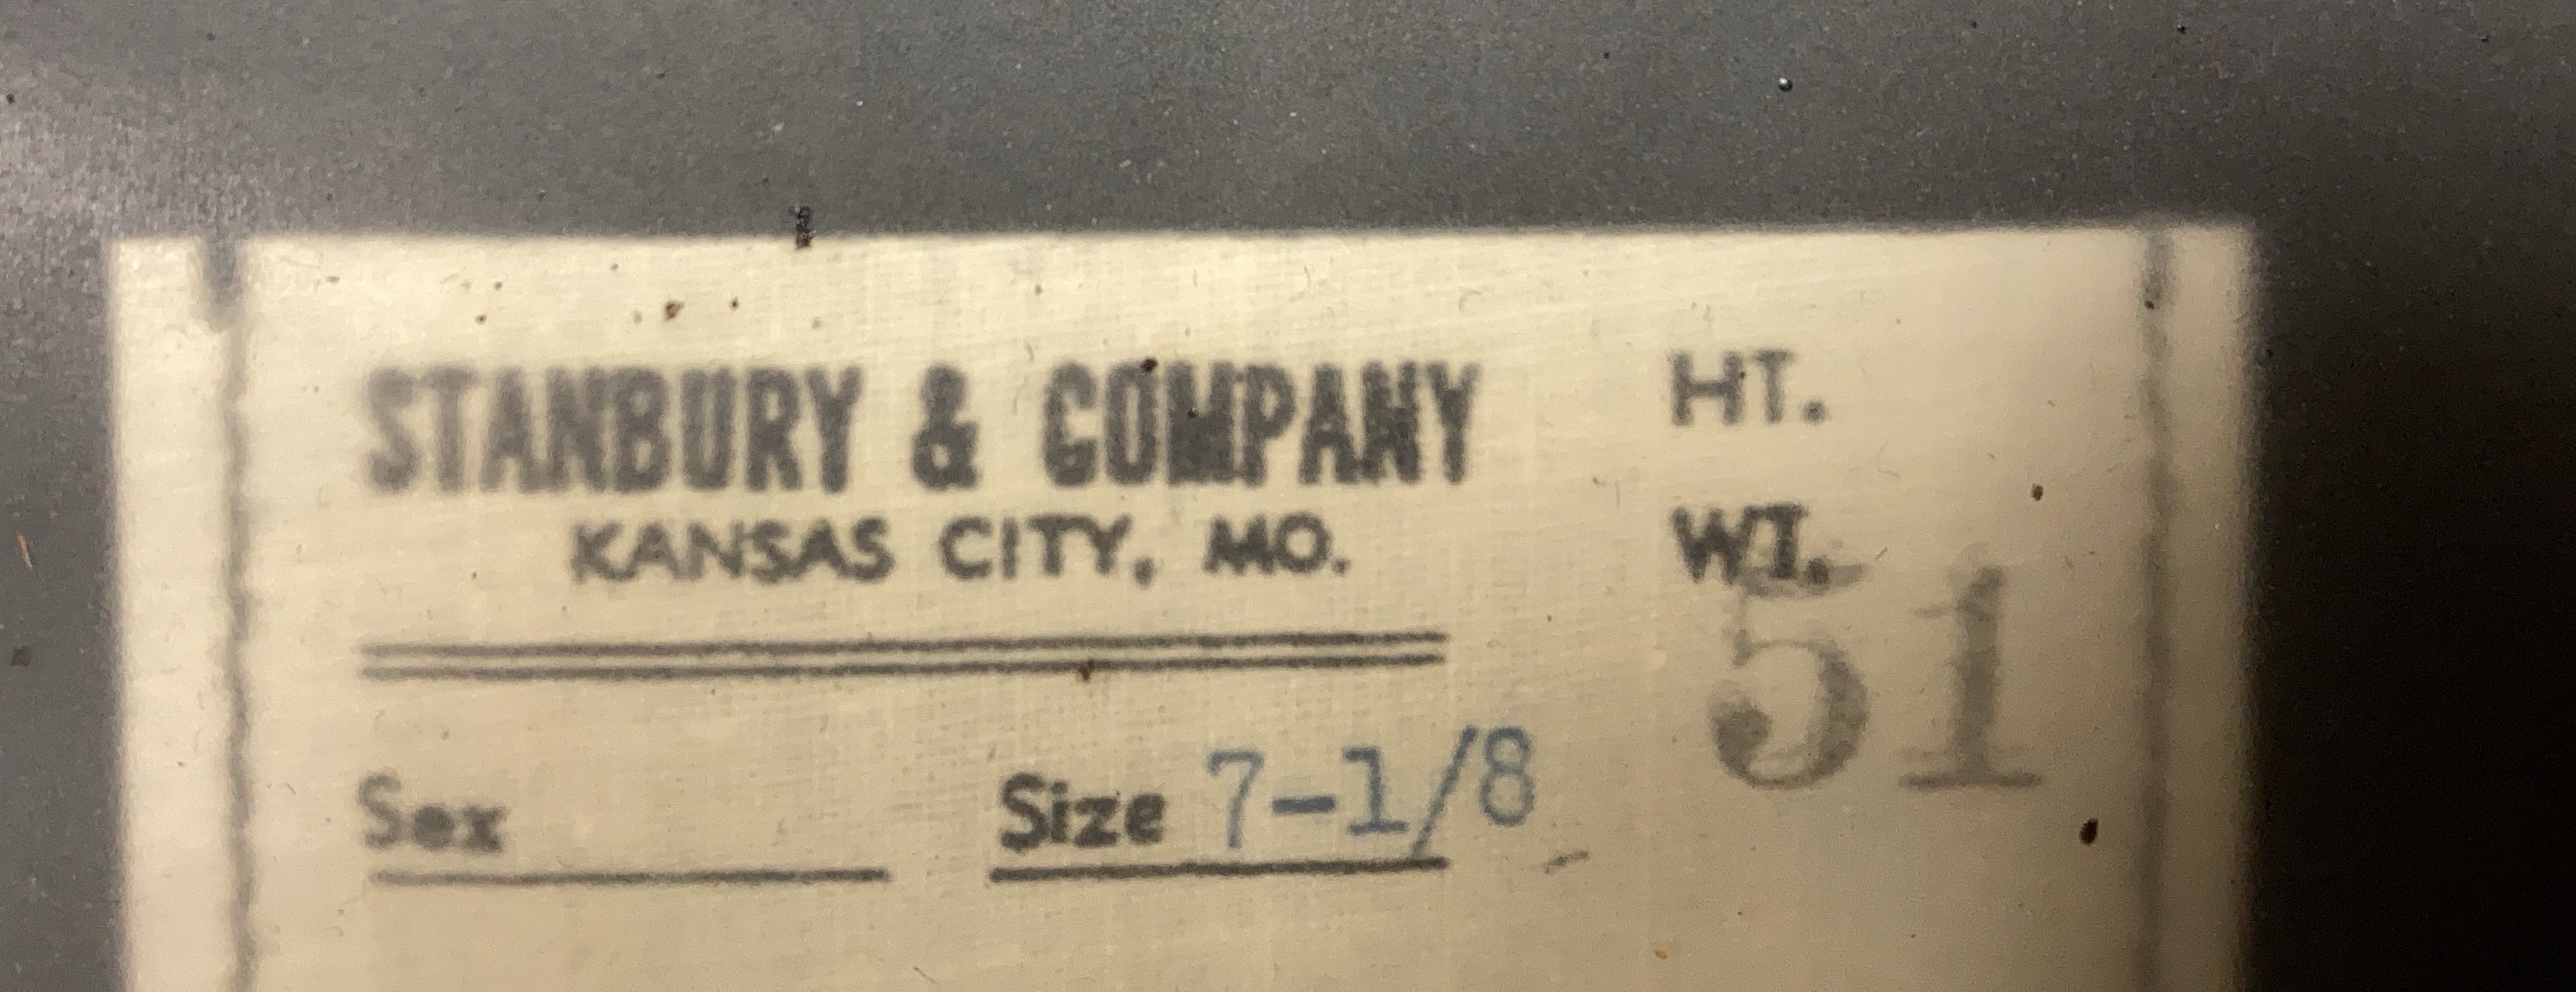 STANBURY & COMPANY
KANSAS CITY, MO.
HT.
WT.
51
Sex
Size 7-1/8